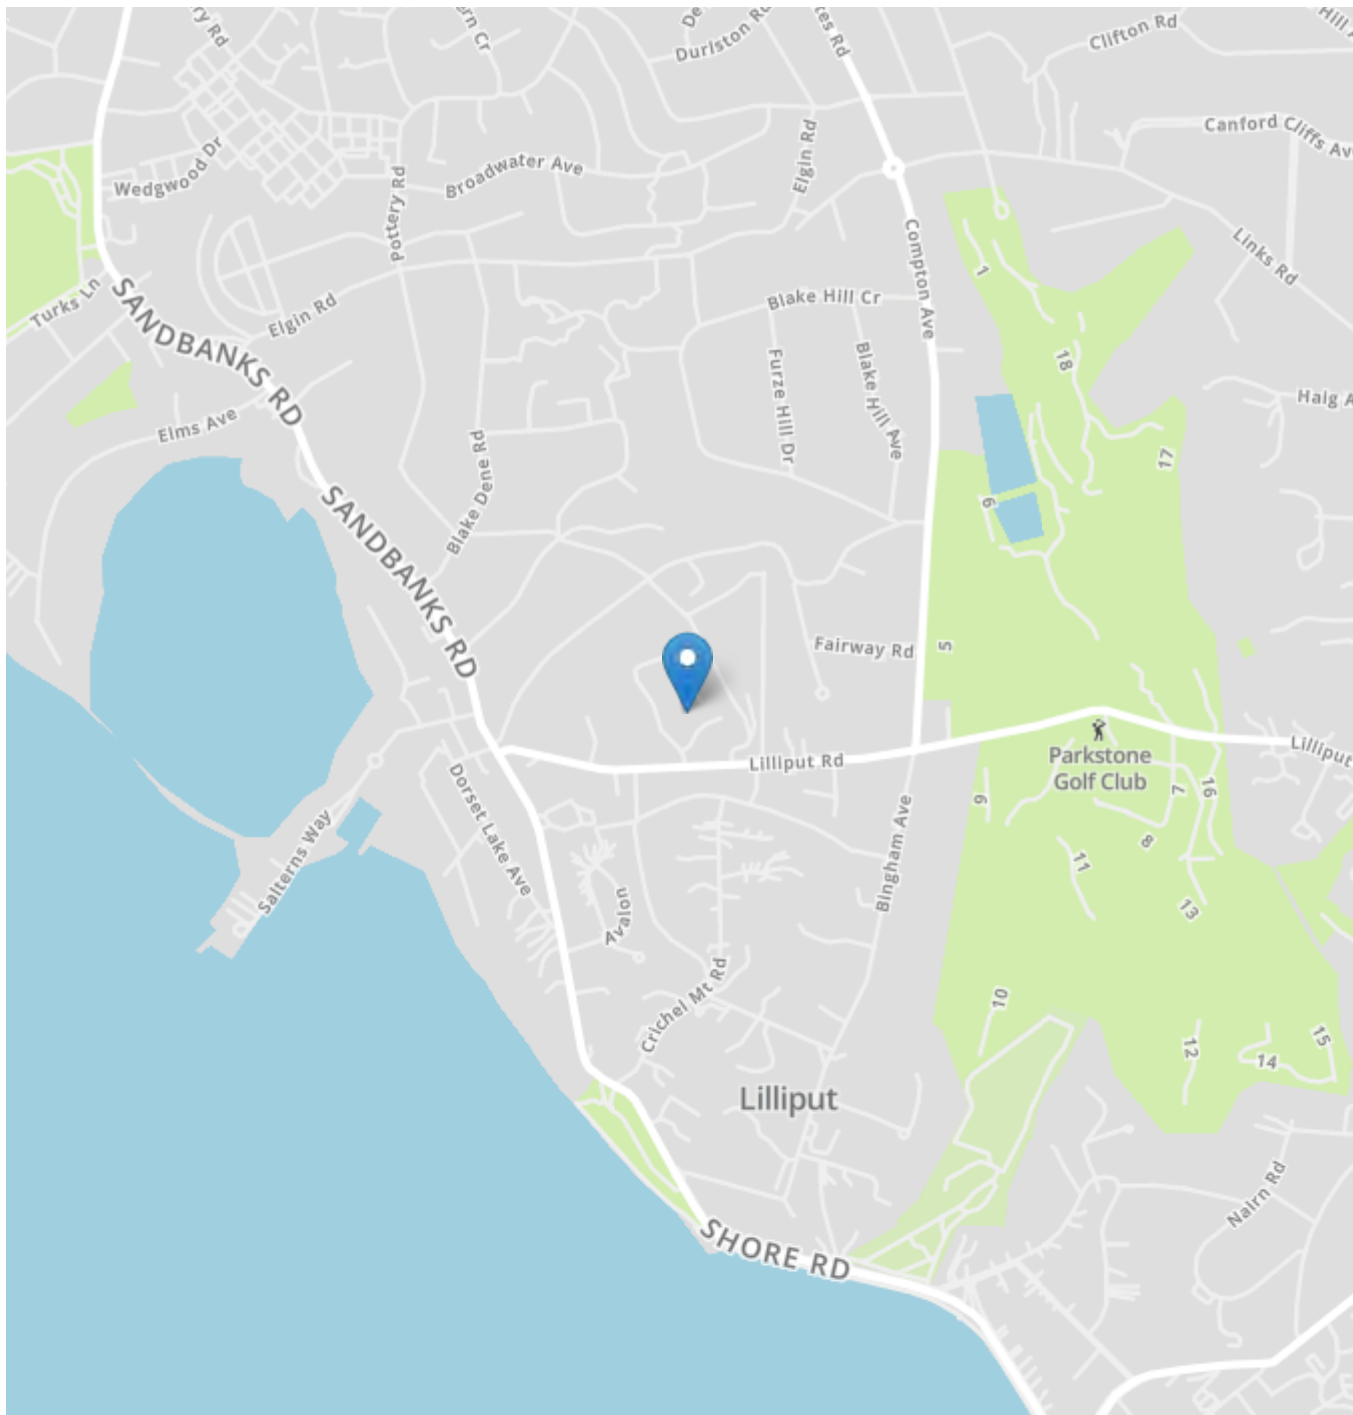 Durlston Rd
Clifton Rd
Canford Cliffs Av
Wedgwood Dr
Pottery Rd
Broadwater Ave
Elgin Rd
Compton Ave
Links Rd
1
Turks Ln
SANDBANKS RD
Elgin Rd
Blake Hill Cr
Furze Hill Dr
Blake Hill Ave
18
Haig A
Elms Ave
Blake Dene Rd
17
6
SANDBANKS RD
Fairway Rd
5
Lilliput Rd
Lilliput
Parkstone
Golf Club
Dorset Lake Ave
Salterns Way
Avalon
Bingham Ave
9
7
16
8
11
13
Crichel Mt Rd
10
12
14
15
Lilliput
Nairn Rd
SHORE RD